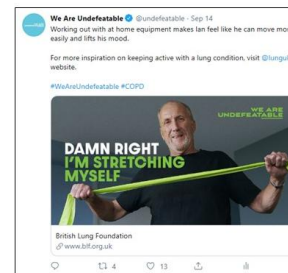 We Are Undefeatable @undefeatable · Sep 14
Working out with at home equipment makes Ian feel like he can move mo
easily and lifts his mood.
For more inspiration on keeping active with a lung condition, visit @lungu
website.
#WeAreUndefeatable #COPD
WE ARE
UNDEFEATABLE
DAMN RIGHT
I'M STRETCHING
MYSELF
British Lung Foundation
www.blf.org.uk
4 13